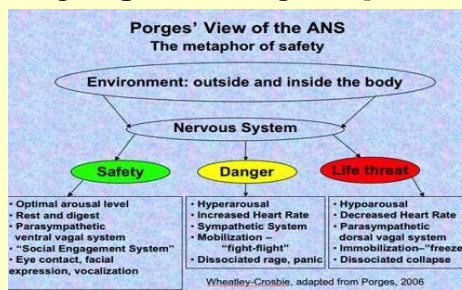 Porges' View of the ANS
The metaphor of safety
Environment: outside and inside the body
Nervous System
Safety
Danger
Life threat
• Optimal arousal level
• Rest and digest
• Parasympathetic
ventral vagal system
• "Social Engagement System"
• Eye contact, facial
expression, vocalization
• Hyperarousal
• Increased Heart Rate
• Sympathetic System
• Mobilization –
"fight-flight"
• Dissociated rage, panic
• Hypoarousal
• Decreased Heart Rate
• Parasympathetic
dorsal vagal system
• Immobilization–"freeze
• Dissociated collapse
Wheatley-Crosbie, adapted from Porges, 2006